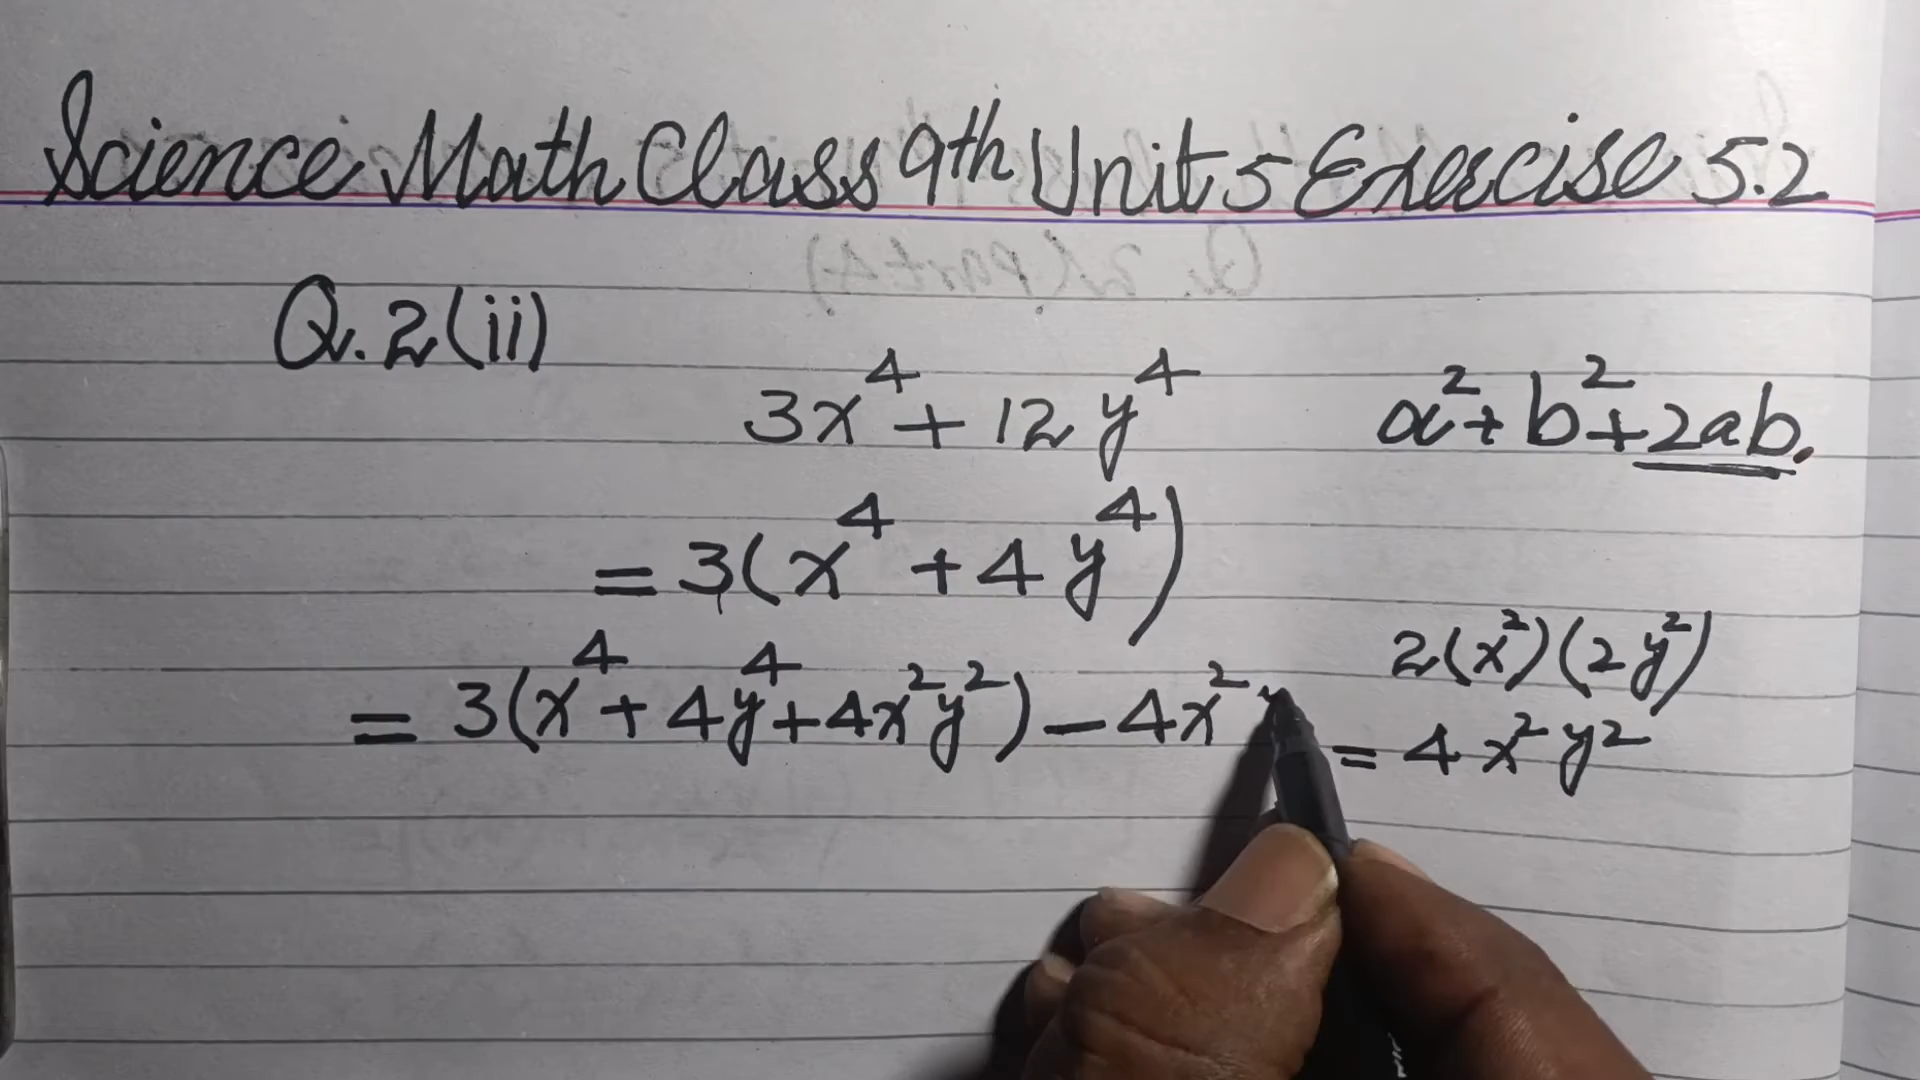 Science Math Class 9th Unit 5 Exercise 5.2
Q. 2(ii)
3x⁴ + 12y⁴
a² + b² + 2ab.
= 3(x⁴ + 4y⁴)
2(x²)(2y²)
= 3(x⁴ + 4y⁴ + 4x²y²) - 4x² y
= 4x²y²